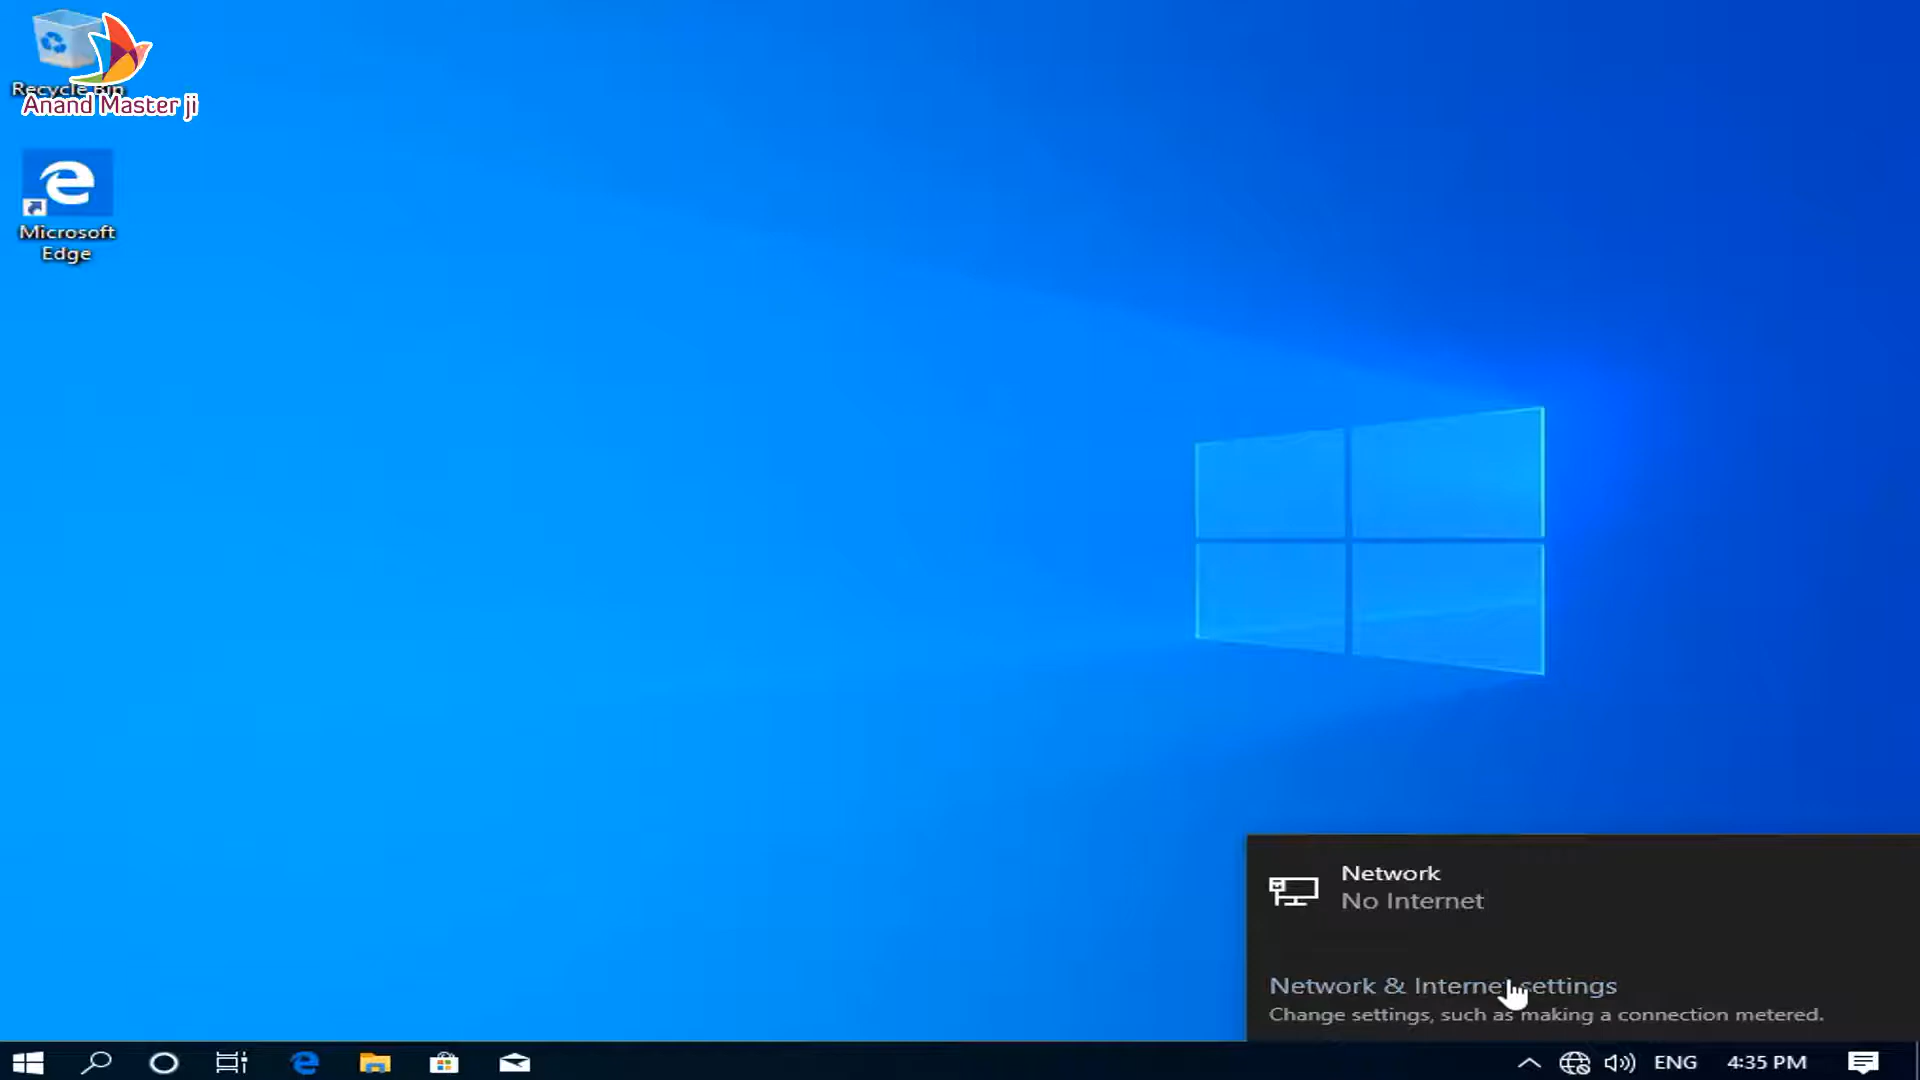 Recycle Bin
Anand Master ji
Microsoft
Edge
Network
No Internet
Network & Internet settings
Change settings, such as making a connection metered.
ENG
4:35 PM